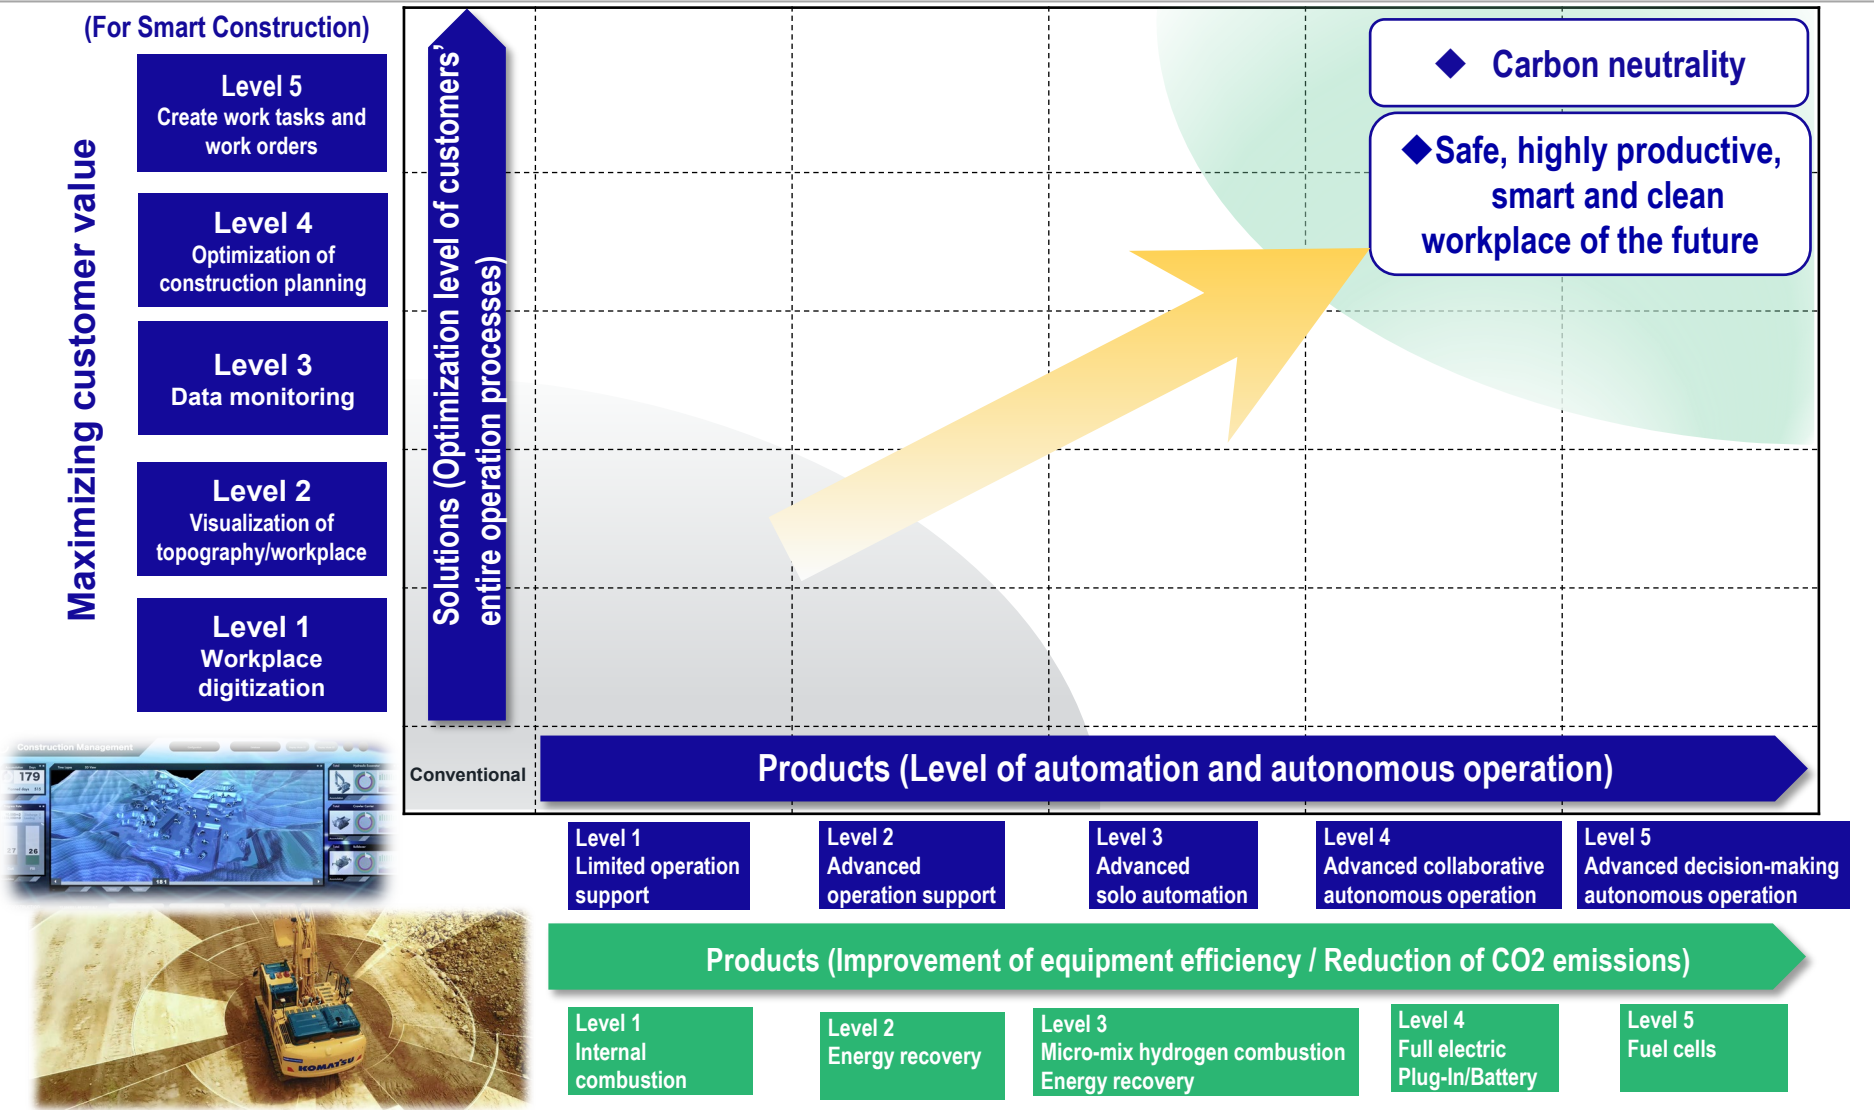 (For Smart Construction)
Maximizing customer value
Level 5
Create work tasks and
work orders
Level 4
Optimization of
construction planning
Level 3
Data monitoring
Level 2
Visualization of
topography/workplace
Level 1
Workplace
digitization
Solutions (Optimization level of customers’
entire operation processes)
◆ Carbon neutrality
◆Safe, highly productive,
smart and clean
workplace of the future
Conventional
Products (Level of automation and autonomous operation)
Level 1
Limited operation
support
Level 2
Advanced
operation support
Level 3
Advanced
solo automation
Level 4
Advanced collaborative
autonomous operation
Level 5
Advanced decision-making
autonomous operation
Products (Improvement of equipment efficiency / Reduction of CO2 emissions)
Level 1
Internal
combustion
Level 2
Energy recovery
Level 3
Micro-mix hydrogen combustion
Energy recovery
Level 4
Full electric
Plug-In/Battery
Level 5
Fuel cells
Construction Management
179
27
26
181
KOMATSU